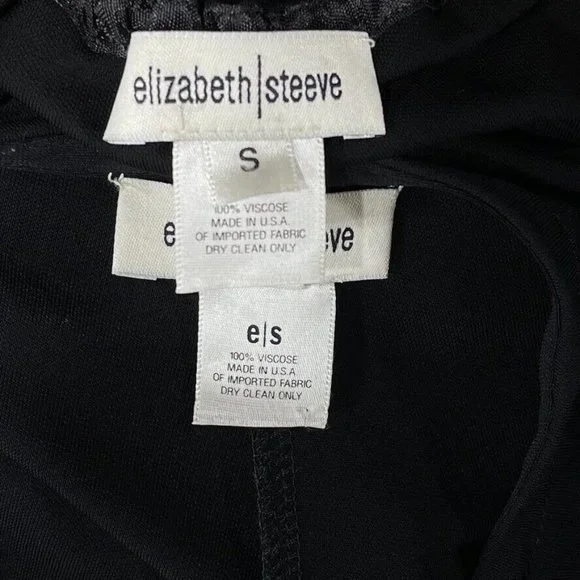 elizabeth|steeve
S
100% VISCOSE
MADE IN U.S.A.
OF IMPORTED FABRIC
DRY CLEAN ONLY
e eve
e|s
100% VISCOSE
MADE IN U.S.A
OF IMPORTED FABRIC
DRY CLEAN ONLY